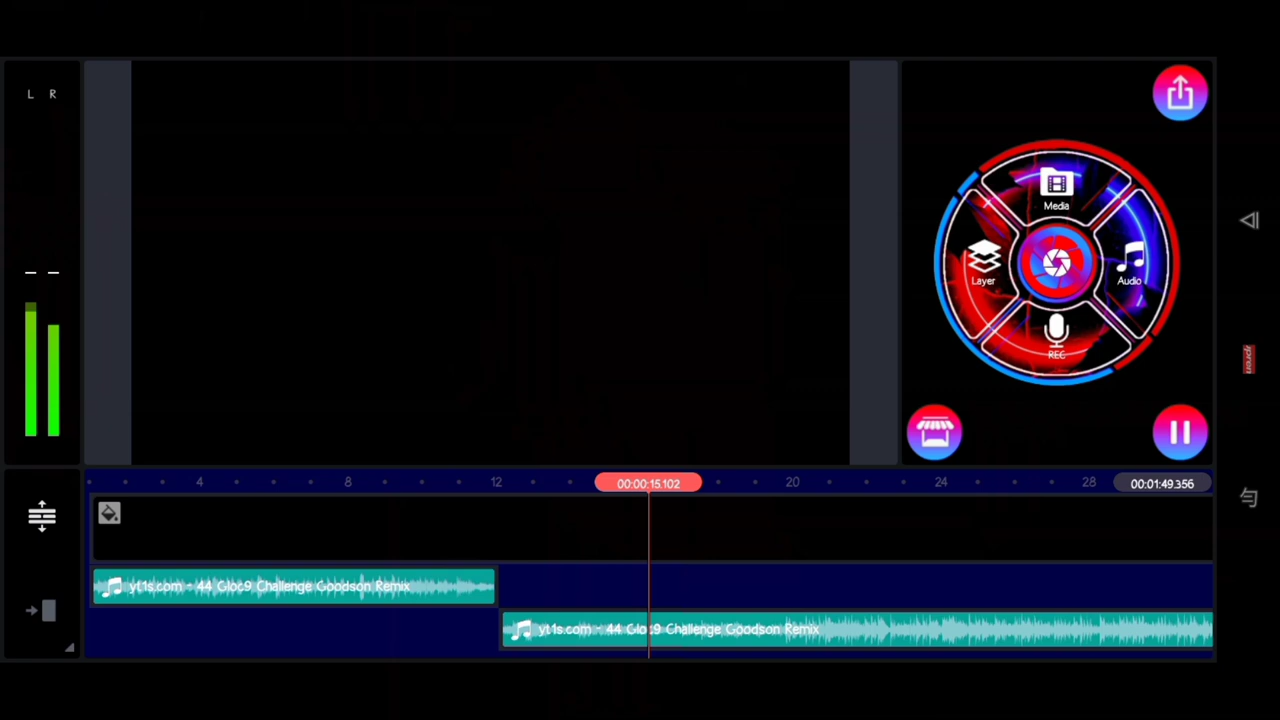 L R
Media
Layer
Audio
REC
4
8
12
00:00:15.102
20
24
28
00:01:49.356
yt1s.com - 44 Gloc9 Challenge Goodson Remix
yt1s.com - 44 Gloc9 Challenge Goodson Remix